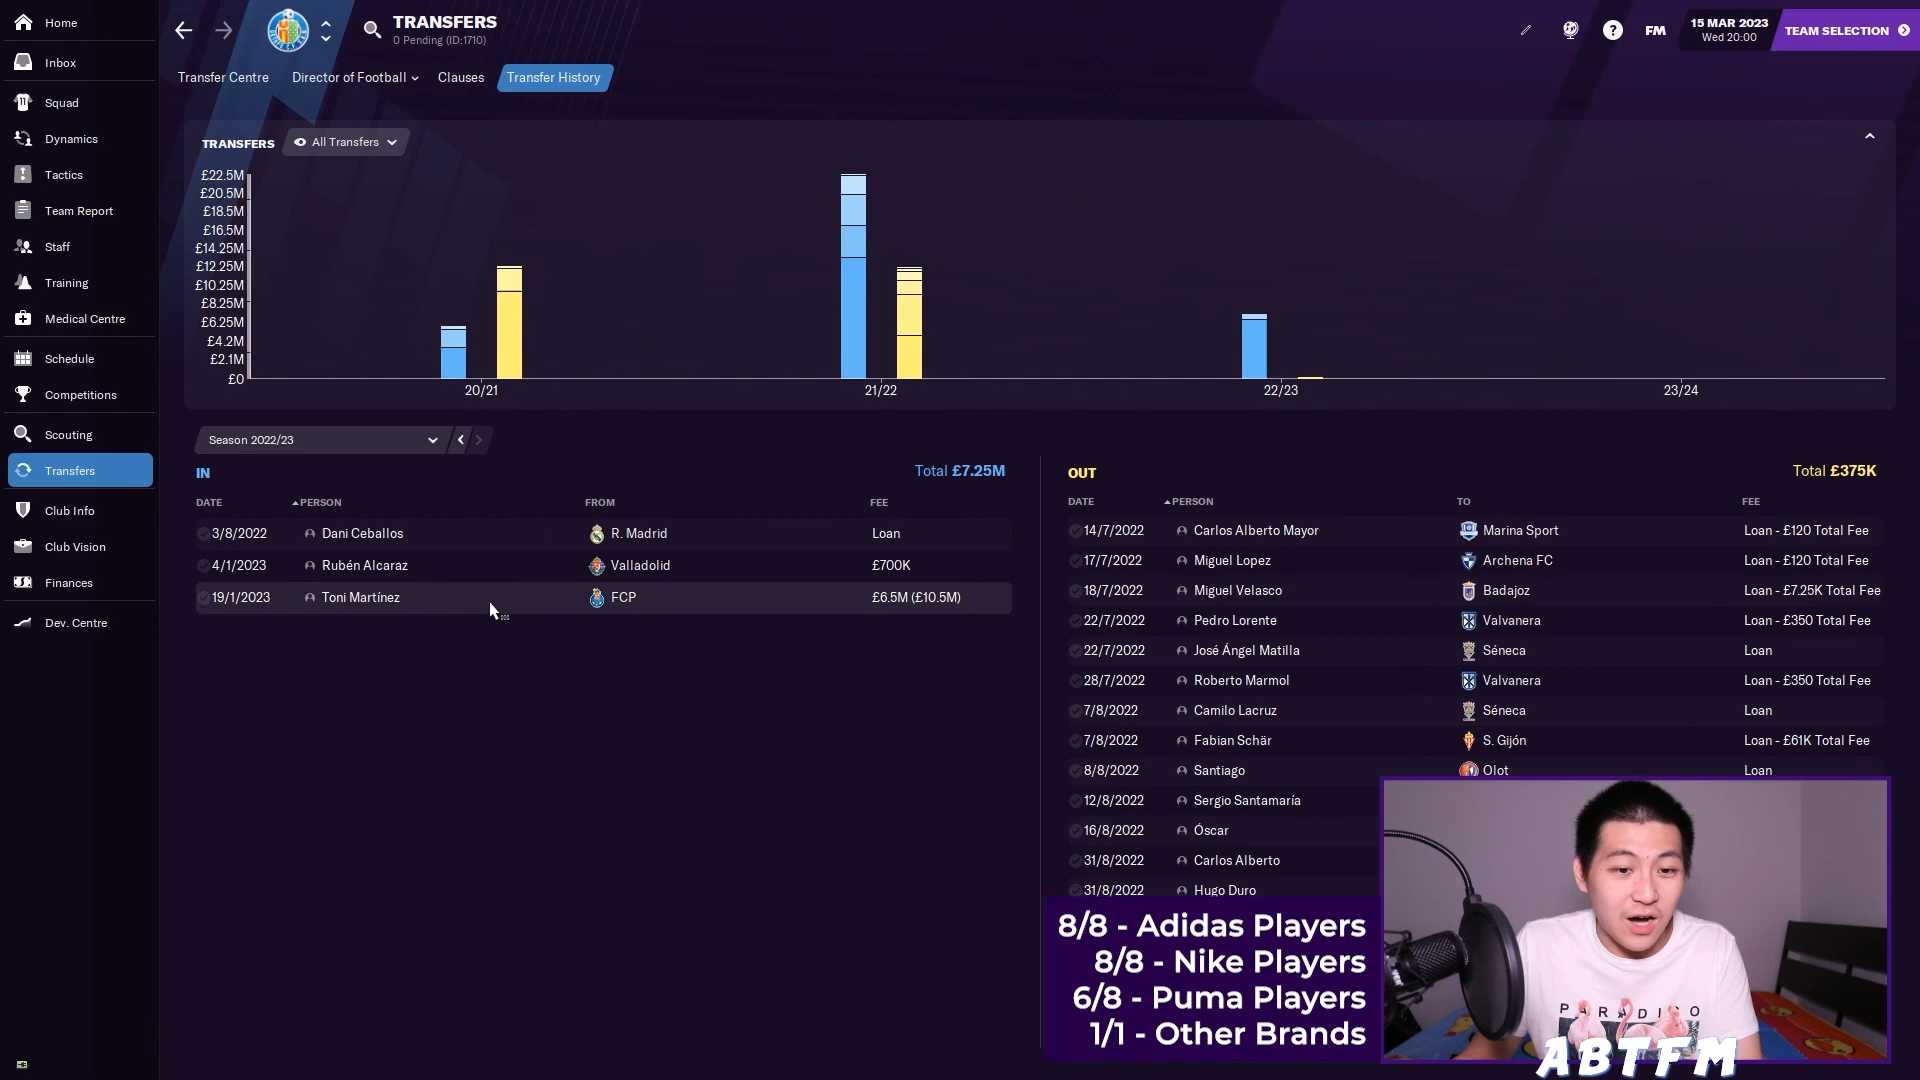 Home
Inbox
Squad
Dynamics
Tactics
Team Report
Staff
Training
Medical Centre
Schedule
Competitions
Scouting
Transfers
Club Info
Club Vision
Finances
Dev. Centre
TRANSFERS
0 Pending (ID:1710)
FM
15 MAR 2023
Wed 20:00
TEAM SELECTION
Transfer Centre Director of Football Clauses Transfer History
TRANSFERS All Transfers
£22.5M
£20.5M
£18.5M
£16.5M
£14.25M
£12.25M
£10.25M
£8.25M
£6.25M
£4.2M
£2.1M
£0
20/21 21/22 22/23 23/24
Season 2022/23
IN Total £7.25M
DATE PERSON FROM FEE
3/8/2022 Dani Ceballos R. Madrid Loan
4/1/2023 Rubén Alcaraz Valladolid £700K
19/1/2023 Toni Martínez FCP £6.5M (£10.5M)
OUT Total £375K
DATE PERSON TO FEE
14/7/2022 Carlos Alberto Mayor Marina Sport Loan - £120 Total Fee
17/7/2022 Miguel Lopez Archena FC Loan - £120 Total Fee
18/7/2022 Miguel Velasco Badajoz Loan - £7.25K Total Fee
22/7/2022 Pedro Lorente Valvanera Loan - £350 Total Fee
22/7/2022 José Ángel Matilla Séneca Loan
28/7/2022 Roberto Marmol Valvanera Loan - £350 Total Fee
7/8/2022 Camilo Lacruz Séneca Loan
7/8/2022 Fabian Schär S. Gijón Loan - £61K Total Fee
8/8/2022 Santiago Olot Loan
12/8/2022 Sergio Santamaría
16/8/2022 Óscar
31/8/2022 Carlos Alberto
31/8/2022 Hugo Duro
8/8 - Adidas Players
8/8 - Nike Players
6/8 - Puma Players
1/1 - Other Brands
ABTFM